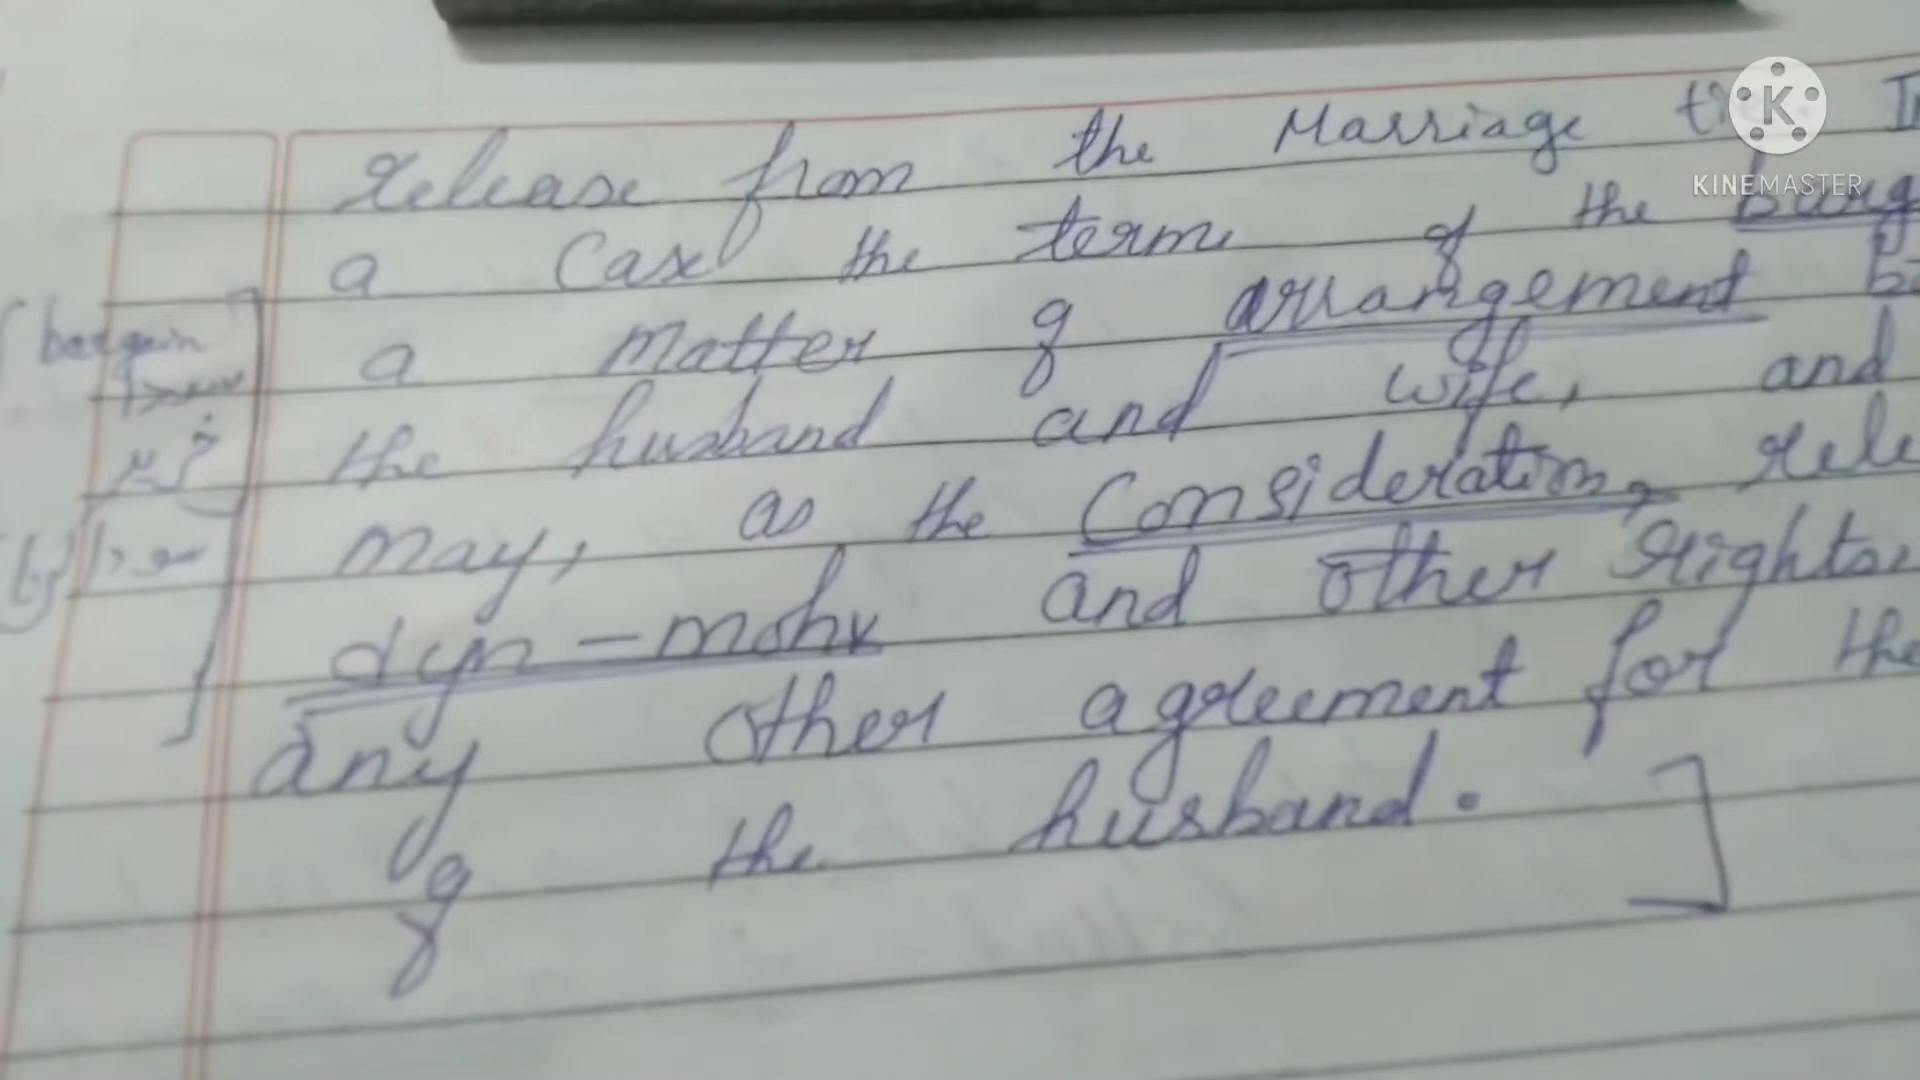 release from the Marriage
a Case the term of the
a matter of arrangement
the husband and wife, and
may, as the Consideration,
dyn - mohr and other rights
any other agreement for the
of the husband.
bargain
KINEMASTER